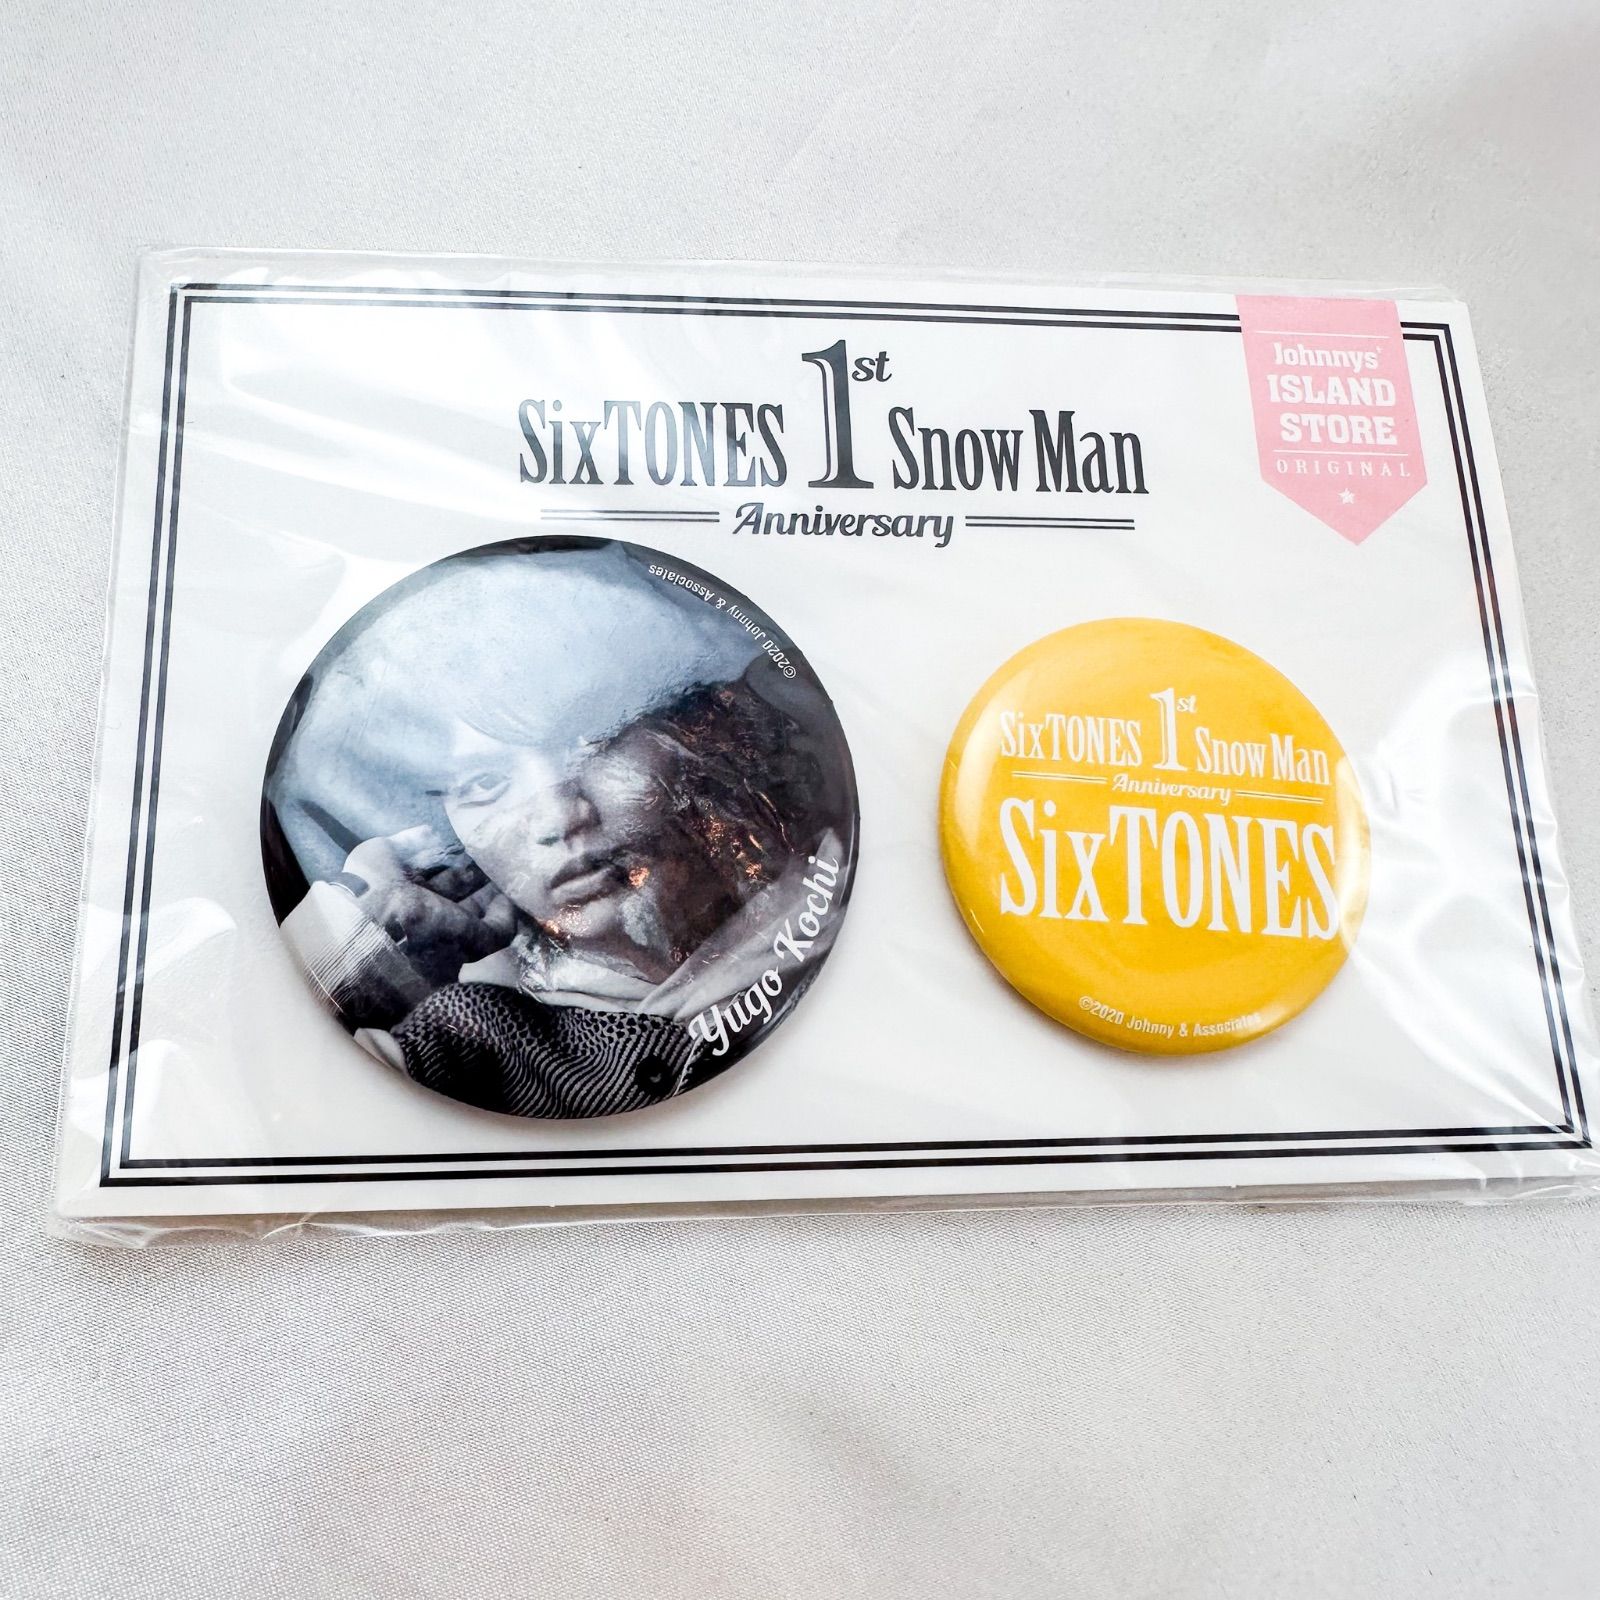 SixTONES 1st Snow Man
Anniversary
Johnnys'
ISLAND
STORE
ORIGINAL
©2020 Johnny & Associates
Yugo Kochi
SixTONES 1st Snow Man
Anniversary
SixTONES
©2020 Johnny & Associates